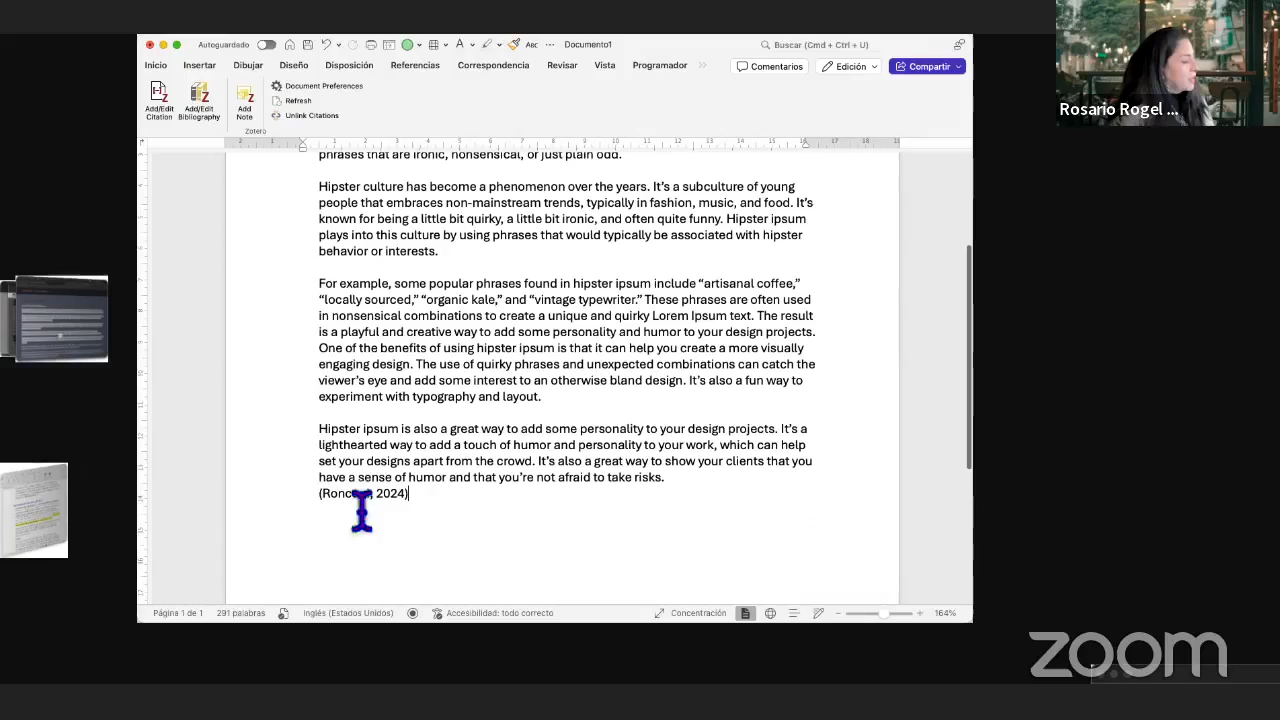 Autoguardado
Documento1
Buscar (Cmd + Ctrl + U)
Inicio Insertar Dibujar Diseño Disposición Referencias Correspondencia Revisar Vista Programador
Comentarios Edición Compartir
Add/Edit Citation
Add/Edit Bibliography
Add Note
Document Preferences
Refresh
Unlink Citations
Zotero
phrases that are ironic, nonsensical, or just plain odd.
Hipster culture has become a phenomenon over the years. It's a subculture of young
people that embraces non-mainstream trends, typically in fashion, music, and food. It's
known for being a little bit quirky, a little bit ironic, and often quite funny. Hipster ipsum
plays into this culture by using phrases that would typically be associated with hipster
behavior or interests.
For example, some popular phrases found in hipster ipsum include “artisanal coffee,”
“locally sourced,” “organic kale,” and “vintage typewriter.” These phrases are often used
in nonsensical combinations to create a unique and quirky Lorem Ipsum text. The result
is a playful and creative way to add some personality and humor to your design projects.
One of the benefits of using hipster ipsum is that it can help you create a more visually
engaging design. The use of quirky phrases and unexpected combinations can catch the
viewer's eye and add some interest to an otherwise bland design. It's also a fun way to
experiment with typography and layout.
Hipster ipsum is also a great way to add some personality to your design projects. It's a
lighthearted way to add a touch of humor and personality to your work, which can help
set your designs apart from the crowd. It's also a great way to show your clients that you
have a sense of humor and that you're not afraid to take risks.
2024)
Página 1 de 1 291 palabras Inglés (Estados Unidos) Accesibilidad: todo correcto Concentración 164%
Rosario Rogel ...
zoom